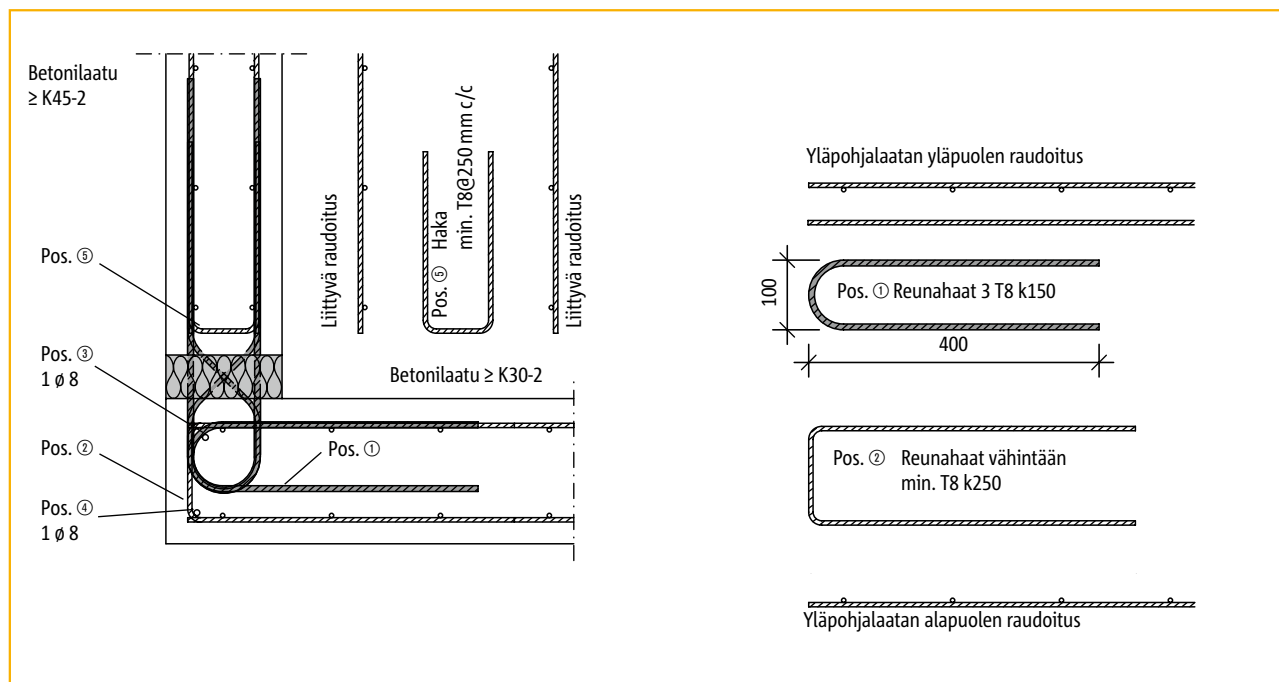 Betonilaatu
≥ K45-2
Liittyvä raudoitus
Pos. ⑤ Haka
min. T8@250 mm c/c
Liittyvä raudoitus
Pos. ⑤
Pos. ③
1 ø 8
Betonilaatu ≥ K30-2
Pos. ②
Pos. ①
Pos. ④
1 ø 8
Yläpohjalaatan yläpuolen raudoitus
100
Pos. ① Reunahaat 3 T8 k150
400
Pos. ② Reunahaat vähintään
min. T8 k250
Yläpohjalaatan alapuolen raudoitus